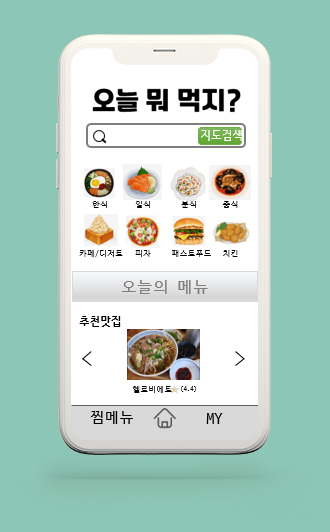 오늘 뭐 먹지?
지도검색
한식 일식 분식 중식
카페/디저트 피자 패스트푸드 치킨
오늘의 메뉴
추천맛집
헬로비에트⭐(4.4)
찜메뉴 MY